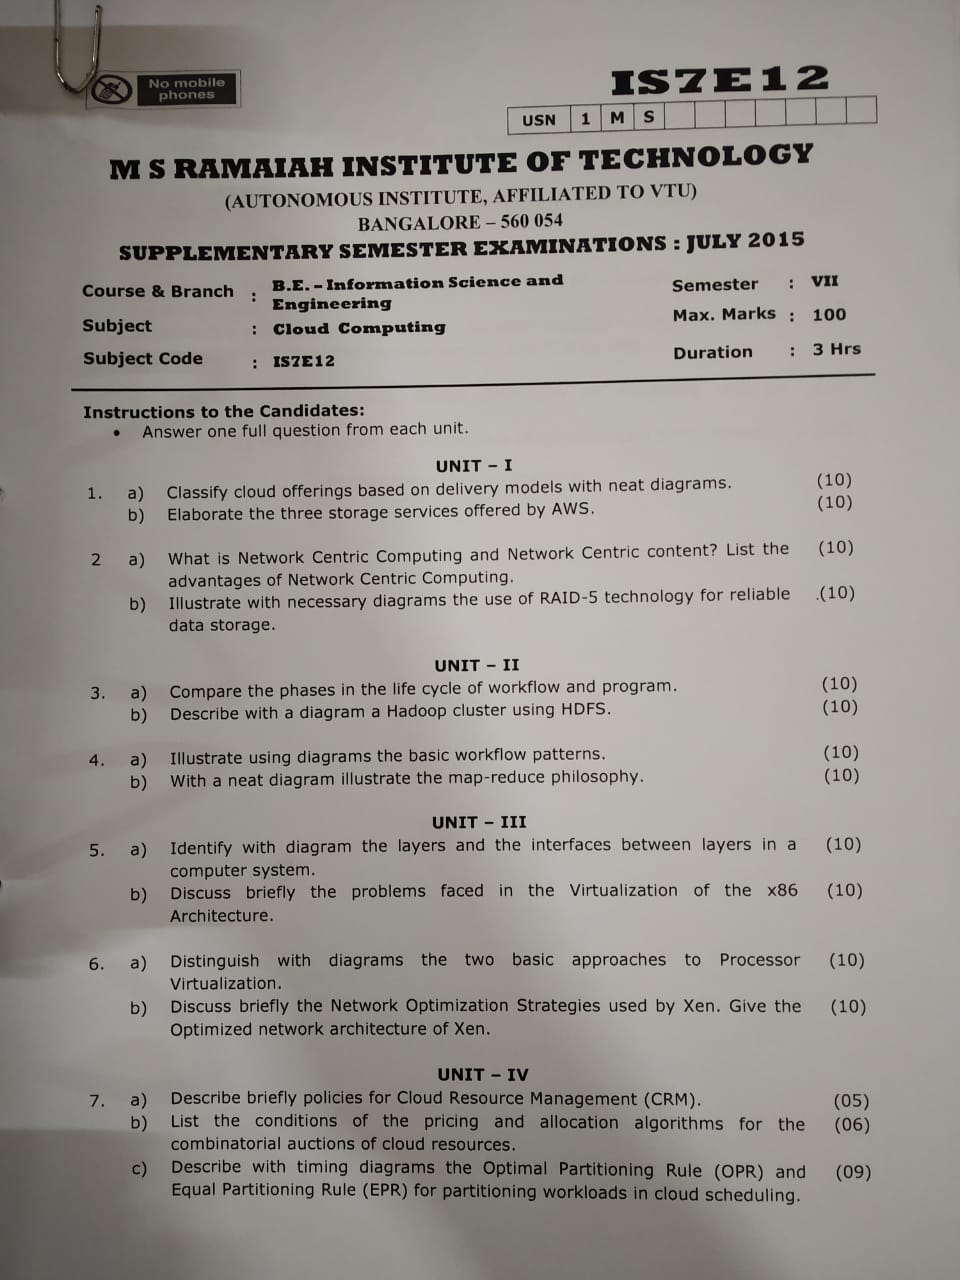 No mobile
phones
IS7E12
USN 1 M S
M S RAMAIAH INSTITUTE OF TECHNOLOGY
(AUTONOMOUS INSTITUTE, AFFILIATED TO VTU)
BANGALORE – 560 054
SUPPLEMENTARY SEMESTER EXAMINATIONS : JULY 2015
Course & Branch : B.E. – Information Science and Engineering Semester : VII
Subject : Cloud Computing Max. Marks : 100
Subject Code : IS7E12 Duration : 3 Hrs
Instructions to the Candidates:
• Answer one full question from each unit.
UNIT – I
1. a) Classify cloud offerings based on delivery models with neat diagrams. (10)
b) Elaborate the three storage services offered by AWS. (10)
2 a) What is Network Centric Computing and Network Centric content? List the (10)
advantages of Network Centric Computing.
b) Illustrate with necessary diagrams the use of RAID-5 technology for reliable .(10)
data storage.
UNIT – II
3. a) Compare the phases in the life cycle of workflow and program. (10)
b) Describe with a diagram a Hadoop cluster using HDFS. (10)
4. a) Illustrate using diagrams the basic workflow patterns. (10)
b) With a neat diagram illustrate the map-reduce philosophy. (10)
UNIT – III
5. a) Identify with diagram the layers and the interfaces between layers in a (10)
computer system.
b) Discuss briefly the problems faced in the Virtualization of the x86 (10)
Architecture.
6. a) Distinguish with diagrams the two basic approaches to Processor (10)
Virtualization.
b) Discuss briefly the Network Optimization Strategies used by Xen. Give the (10)
Optimized network architecture of Xen.
UNIT – IV
7. a) Describe briefly policies for Cloud Resource Management (CRM). (05)
b) List the conditions of the pricing and allocation algorithms for the (06)
combinatorial auctions of cloud resources.
c) Describe with timing diagrams the Optimal Partitioning Rule (OPR) and (09)
Equal Partitioning Rule (EPR) for partitioning workloads in cloud scheduling.